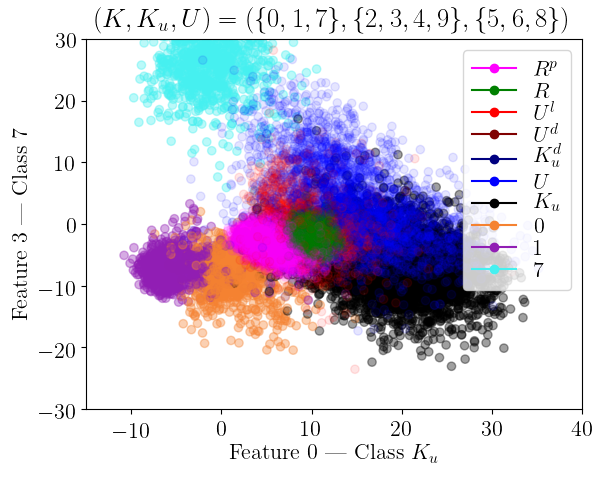 (K, K_u, U) = ({0, 1, 7}, {2, 3, 4, 9}, {5, 6, 8})
30
20
10
0
−10
−20
−30
Feature 3 — Class 7
R^p
R
U^l
U^d
K_u^d
U
K_u
0
1
7
−10
0
10
20
30
40
Feature 0 — Class K_u